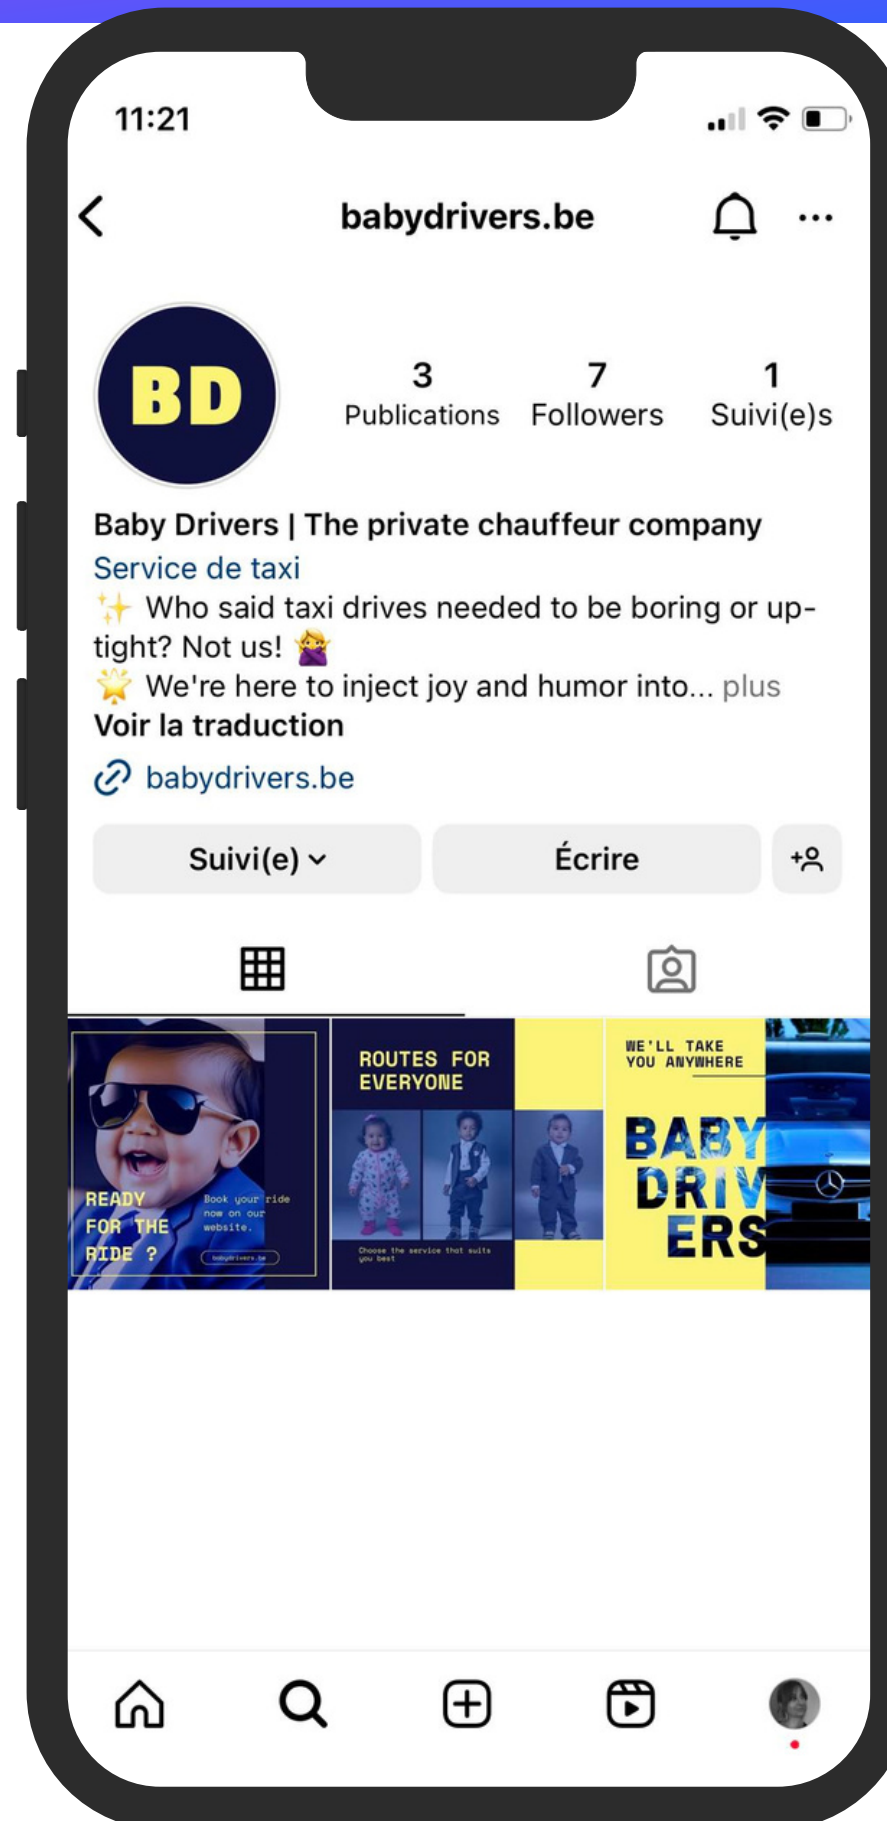 11:21
babydrivers.be
BD
3
7
1
Publications
Followers
Suivi(e)s
Baby Drivers | The private chauffeur company
Service de taxi
✨ Who said taxi drives needed to be boring or up-
tight? Not us! 🙅‍♀️
🌟 We're here to inject joy and humor into... plus
Voir la traduction
babydrivers.be
Suivi(e)
Écrire
READY
FOR THE
RIDE ?
Book your ride
now on our
website.
babydrivers.be
ROUTES FOR
EVERYONE
Choose the service that suits
you best
WE'LL TAKE
YOU ANYWHERE
BABY
DRIV
ERS